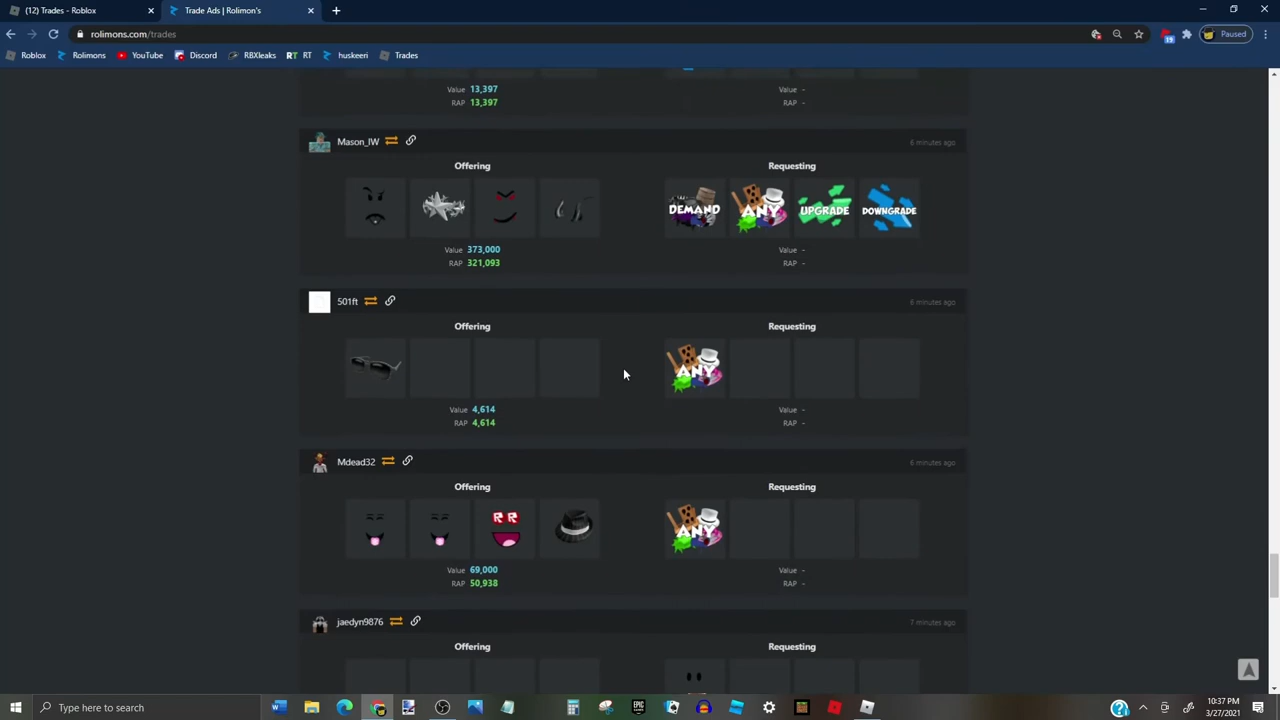 (12) Trades - Roblox
Trade Ads | Rolimon's
rolimons.com/trades
19
Paused
Roblox
Rolimons
YouTube
Discord
RBXleaks
RT RT
huskeeri
Trades
Value 13,397
RAP 13,397
Value -
RAP -
Mason_IW
6 minutes ago
Offering
Requesting
DEMAND
ANY
UPGRADE
DOWNGRADE
Value 373,000
RAP 321,093
Value -
RAP -
501ft
6 minutes ago
Offering
Requesting
ANY
Value 4,614
RAP 4,614
Value -
RAP -
Mdead32
6 minutes ago
Offering
Requesting
R R
ANY
Value 69,000
RAP 50,938
Value -
RAP -
jaedyn9876
7 minutes ago
Offering
Requesting
Type here to search
EPIC
GAMES
10:37 PM
3/27/2021